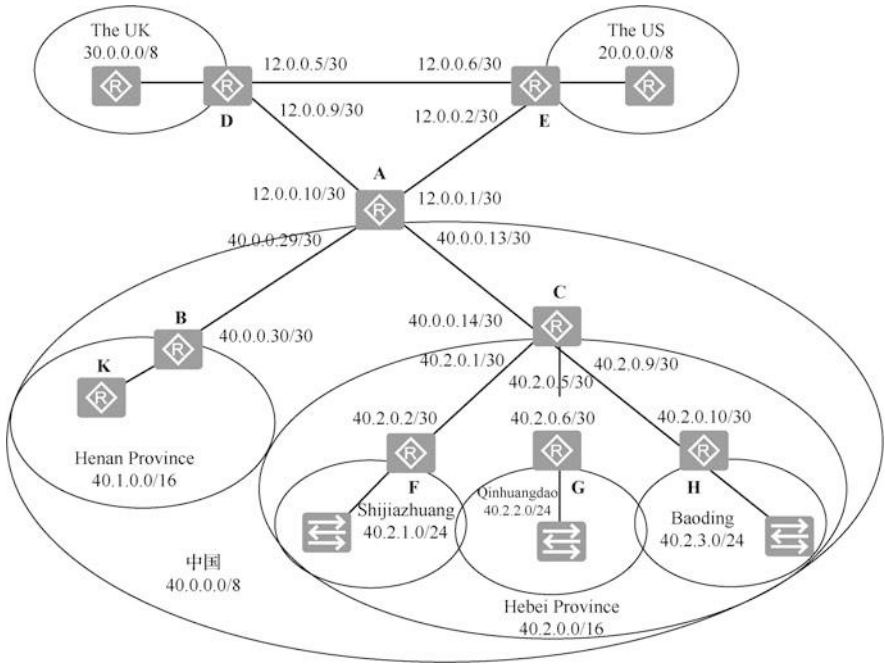 The UK
30.0.0.0/8
The US
20.0.0.0/8
12.0.0.5/30
12.0.0.6/30
R
R
R
R
D
12.0.0.9/30
12.0.0.2/30
E
A
12.0.0.10/30
R
12.0.0.1/30
40.0.0.29/30
40.0.0.13/30
C
B
40.0.0.30/30
40.0.0.14/30
R
R
K
40.2.0.1/30
40.2.0.5/30
40.2.0.9/30
R
40.2.0.2/30
40.2.0.6/30
40.2.0.10/30
R
R
R
Henan Province
40.1.0.0/16
F
G
H
Shijiazhuang
40.2.1.0/24
Qinhuangdao
40.2.2.0/24
Baoding
40.2.3.0/24
中国
40.0.0.0/8
Hebei Province
40.2.0.0/16